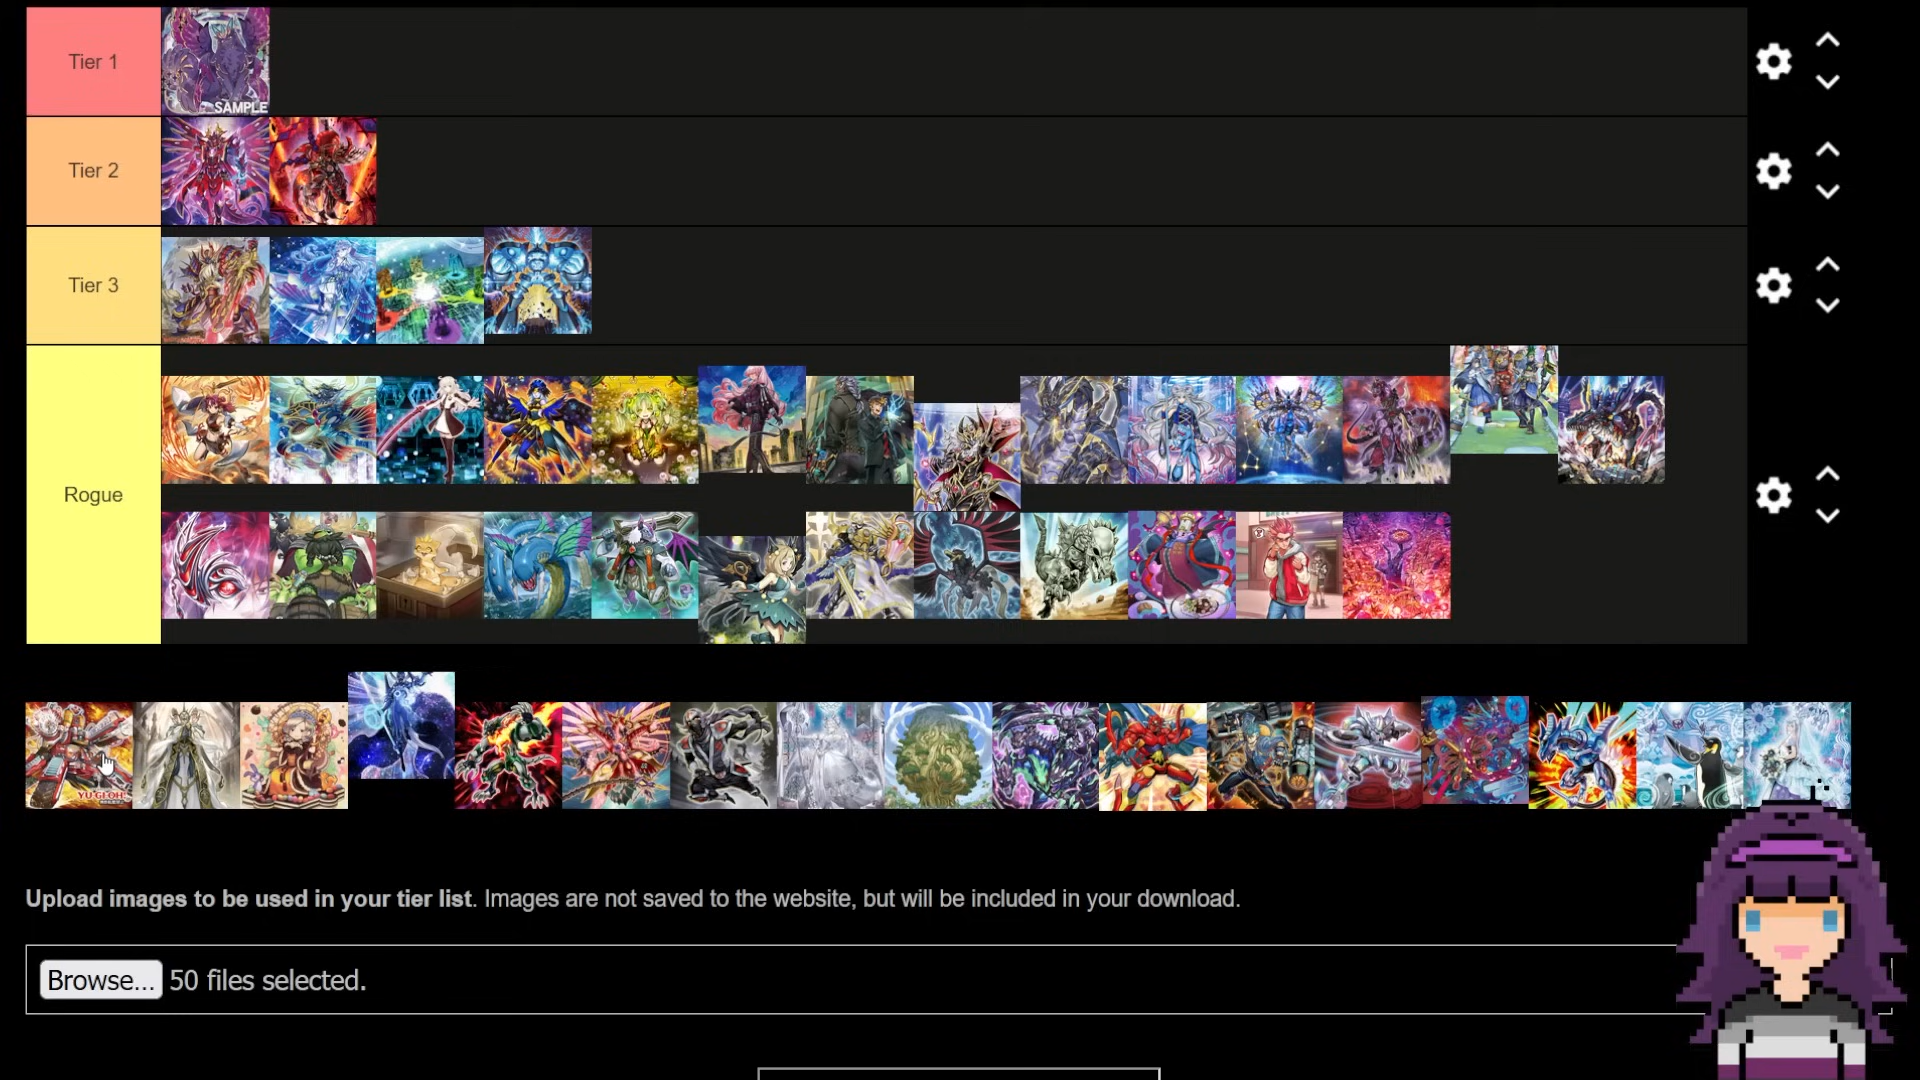 Tier 1
SAMPLE
Tier 2
Tier 3
Rogue
YU-GI-OH!
Upload images to be used in your tier list. Images are not saved to the website, but will be included in your download.
Browse... 50 files selected.